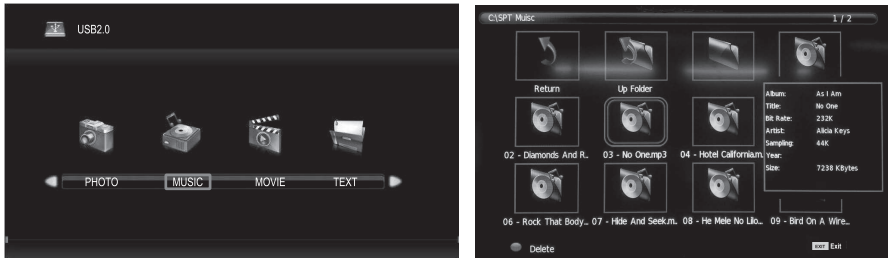 USB2.0
PHOTO MUSIC MOVIE TEXT
C:\SPT Muisc 1 / 2
Return Up Folder
Album: As I Am
Title: No One
Bit Rate: 232K
Artist: Alicia Keys
Sampling: 44K
Year:
Size: 7238 KBytes
02 - Diamonds And R... 03 - No One.mp3 04 - Hotel California.m.
06 - Rock That Body... 07 - Hide And Seek.m.. 08 - He Mele No Lilo... 09 - Bird On A Wire...
Delete EXIT Exit